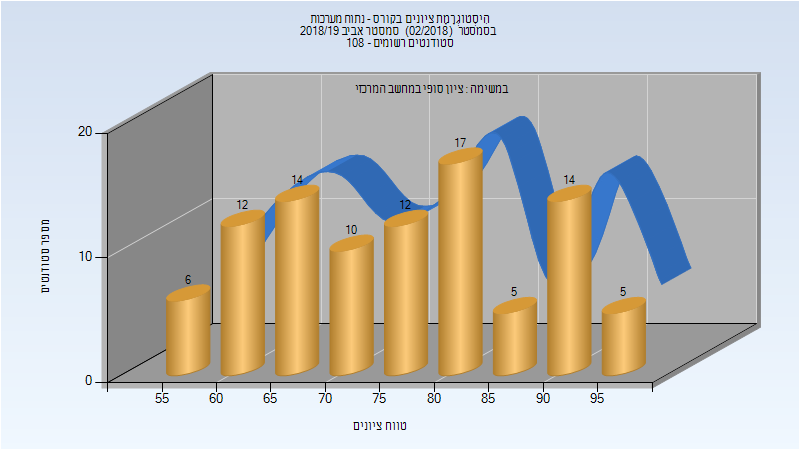 היסטוגרמת ציונים בקורס - נתוח מערכות
בסמסטר (02/2018) סמסטר אביב 2018/19
סטודנטים רשומים - 108
במשימה : ציון סופי במחשב המרכזי
מספר סטודנטים
20
10
0
6
12
14
10
12
17
5
14
5
55 60 65 70 75 80 85 90 95
טווח ציונים